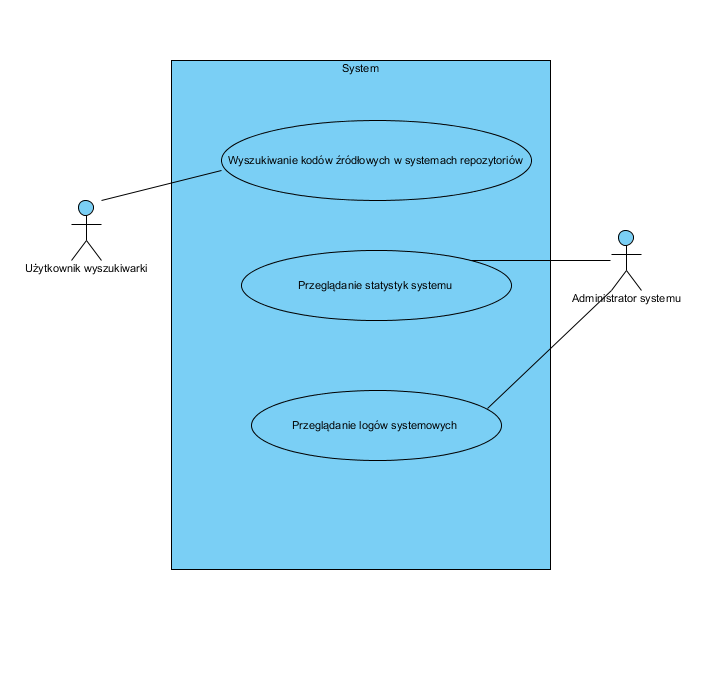 System
Wyszukiwanie kodów źródłowych w systemach repozytoriów
Użytkownik wyszukiwarki
Przeglądanie statystyk systemu
Administrator systemu
Przeglądanie logów systemowych